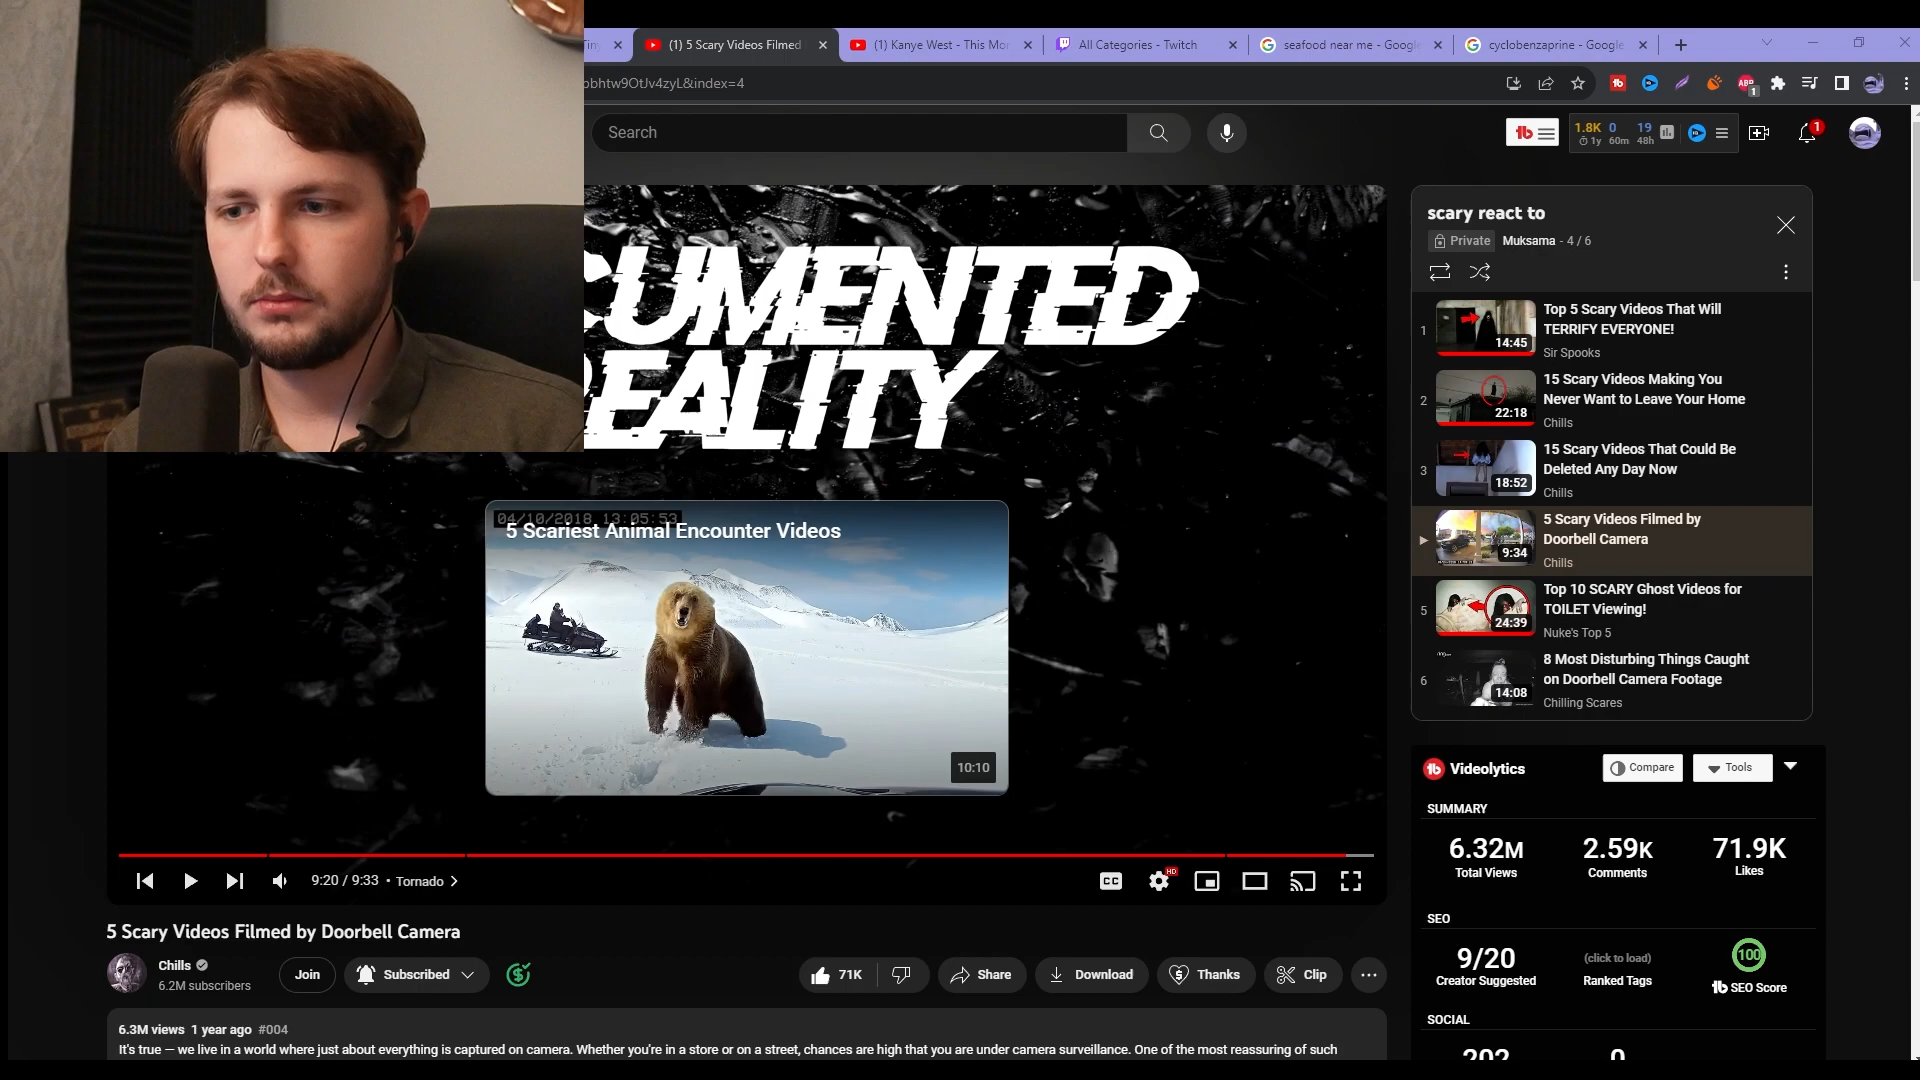 (1) 5 Scary Videos Filmed
(1) Kanye West - This Mor
All Categories - Twitch
seafood near me - Google
cyclobenzaprine - Google
&index=4
ABP
1
Search
1.8K 0 19
1y 60m 48h
1
CUMENTED
EALITY
04/10/2018 13:05:53
5 Scariest Animal Encounter Videos
10:10
9:20 / 9:33 • Tornado
CC
HD
5 Scary Videos Filmed by Doorbell Camera
Chills
6.2M subscribers
Join
Subscribed
71K
Share
Download
Thanks
Clip
6.3M views 1 year ago #004
It's true — we live in a world where just about everything is captured on camera. Whether you're in a store or on a street, chances are high that you are under camera surveillance. One of the most reassuring of such
scary react to
Private Muksama - 4 / 6
1
14:45
Top 5 Scary Videos That Will
TERRIFY EVERYONE!
Sir Spooks
2
22:18
15 Scary Videos Making You
Never Want to Leave Your Home
Chills
3
18:52
15 Scary Videos That Could Be
Deleted Any Day Now
Chills
9:34
5 Scary Videos Filmed by
Doorbell Camera
Chills
5
24:39
Top 10 SCARY Ghost Videos for
TOILET Viewing!
Nuke's Top 5
6
14:08
8 Most Disturbing Things Caught
on Doorbell Camera Footage
Chilling Scares
Videolytics
Compare
Tools
SUMMARY
6.32M 2.59K 71.9K
Total Views Comments Likes
SEO
9/20 (click to load) 100
Creator Suggested Ranked Tags SEO Score
SOCIAL
202 0